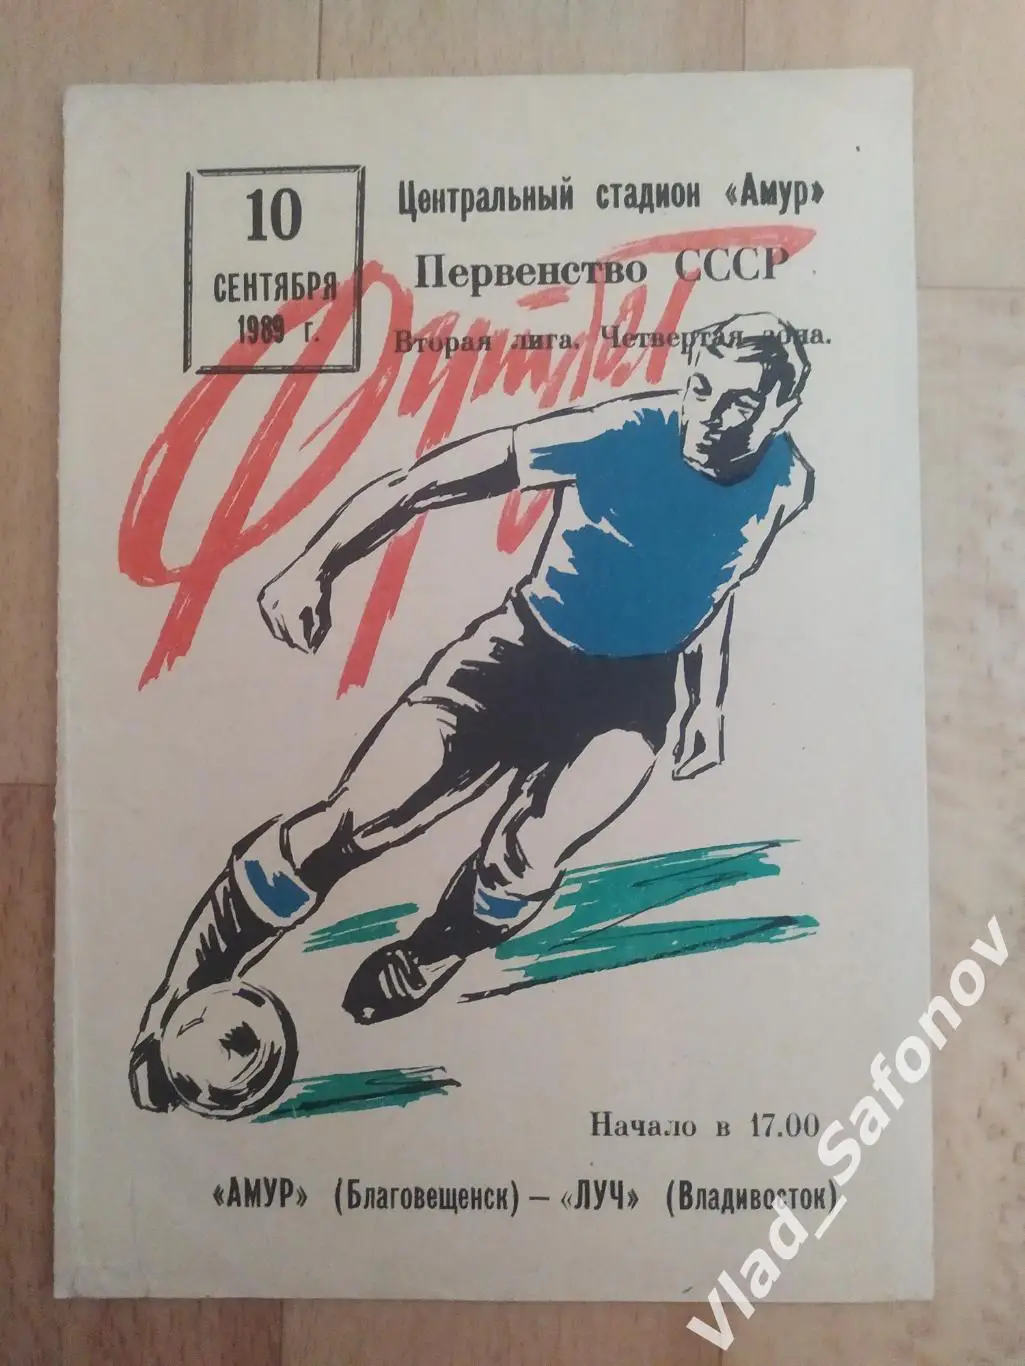 10
СЕНТЯБРЯ
1989 г.
Центральный стадион «Амур»
Первенство СССР
Вторая лига. Четвертая зона.
Футбол
Начало в 17.00
«АМУР» (Благовещенск) — «ЛУЧ» (Владивосток)
Vlad_Safonov